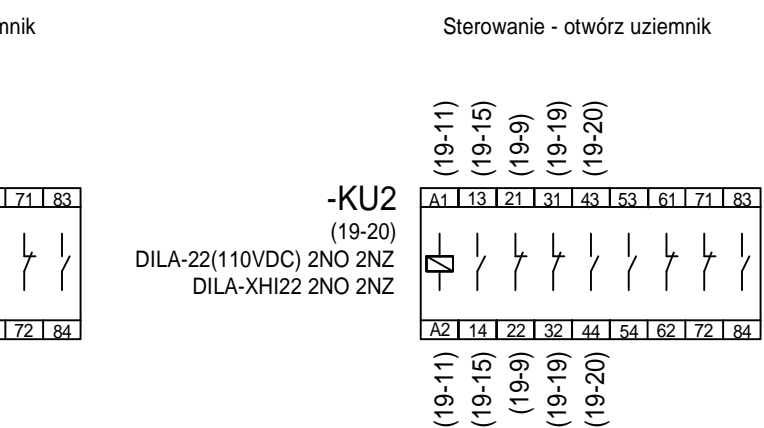 mnik
Sterowanie - otwórz uziemnik
(19-11) (19-15) (19-9) (19-19) (19-20)
71 83
-KU2
A1 13 21 31 43 53 61 71 83
(19-20)
DILA-22(110VDC) 2NO 2NZ
DILA-XHI22 2NO 2NZ
72 84
A2 14 22 32 44 54 62 72 84
(19-11) (19-15) (19-9) (19-19) (19-20)